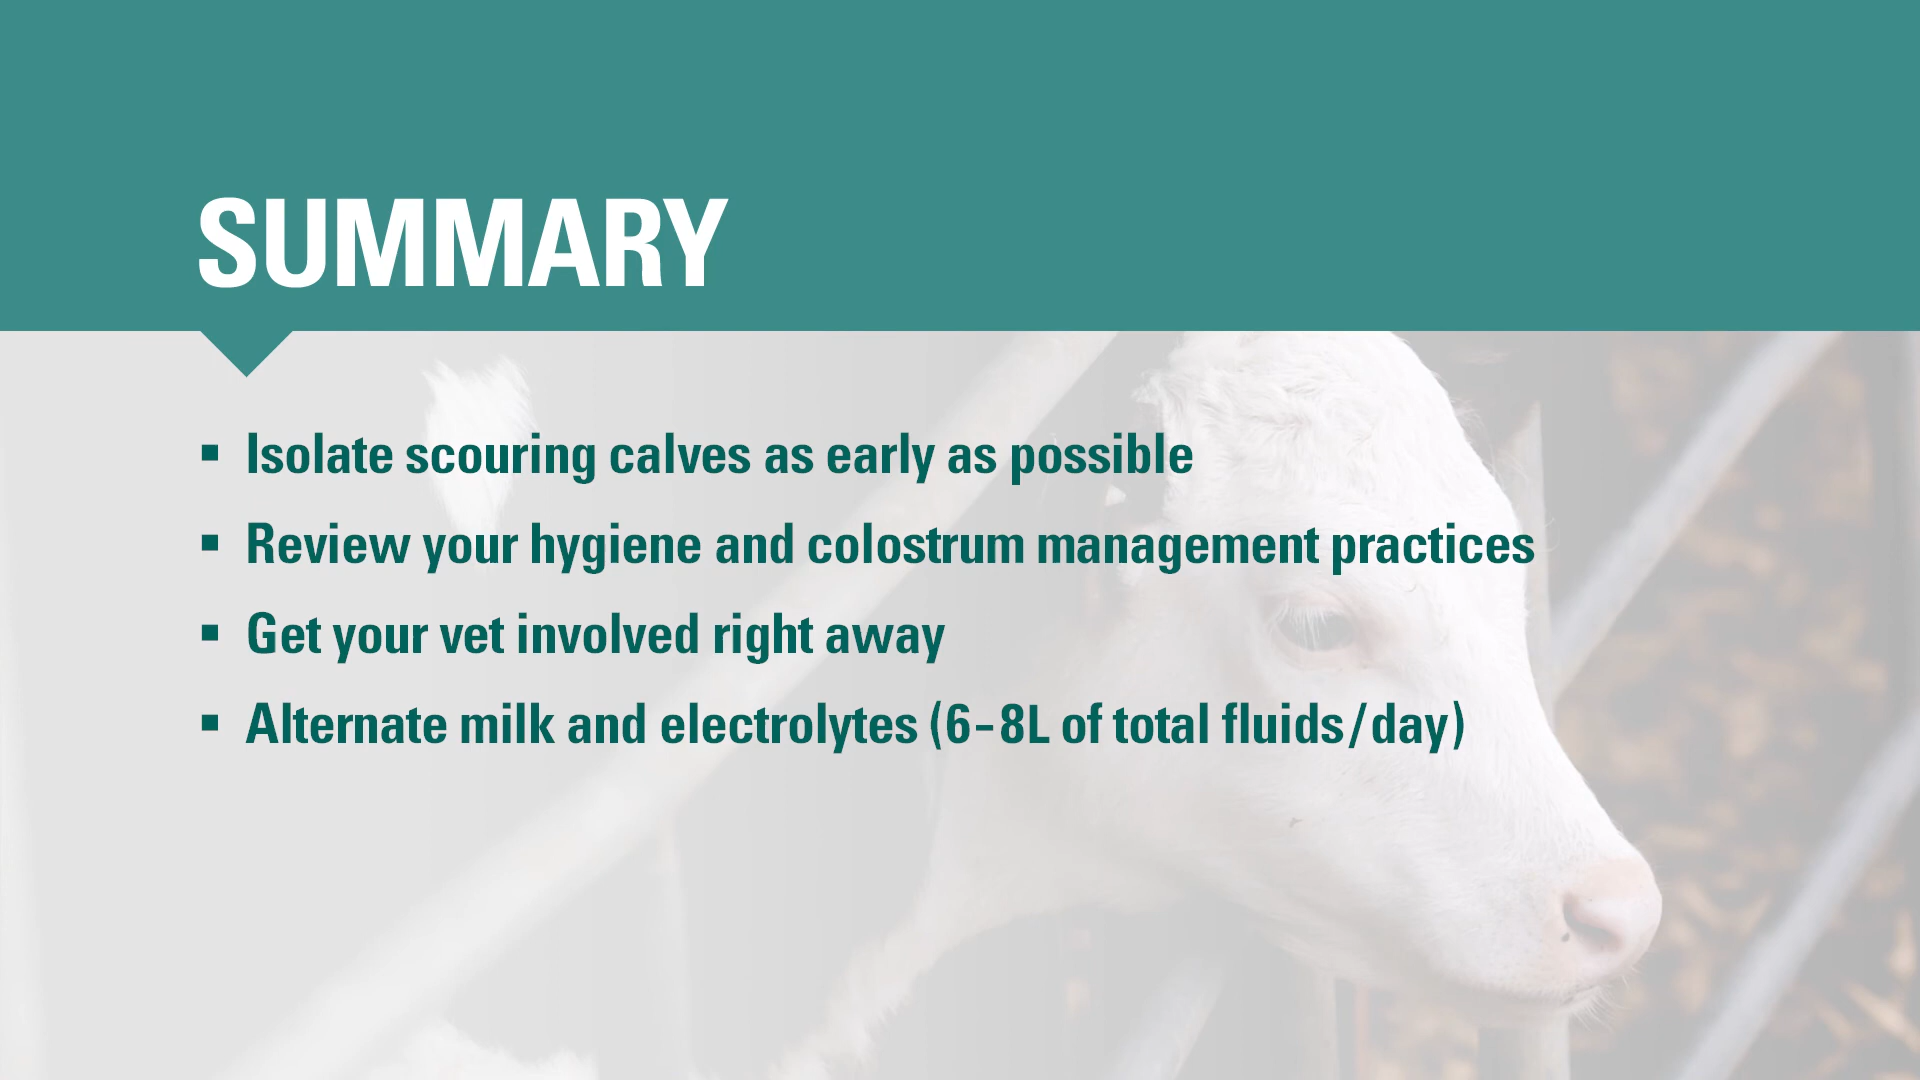 SUMMARY
▪ Isolate scouring calves as early as possible
▪ Review your hygiene and colostrum management practices
▪ Get your vet involved right away
▪ Alternate milk and electrolytes (6-8L of total fluids/day)